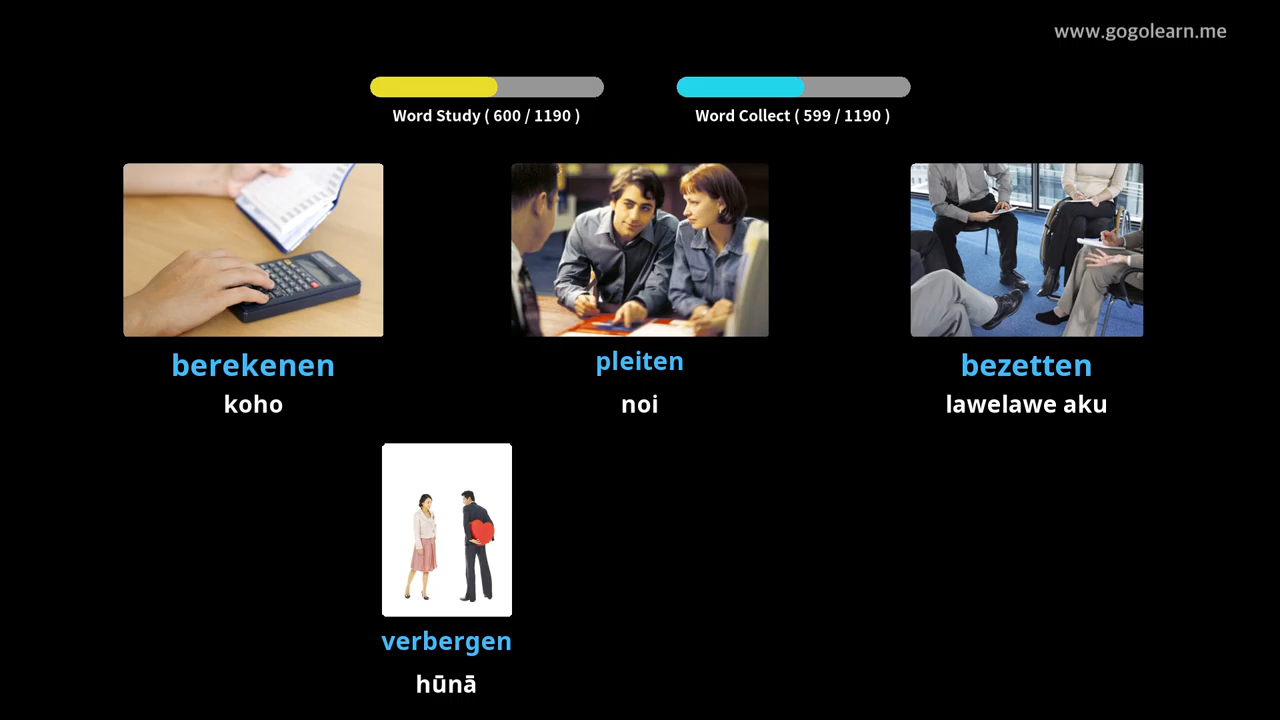 www.gogolearn.me
Word Study ( 600 / 1190 )
Word Collect ( 599 / 1190 )
berekenen
koho
pleiten
noi
bezetten
lawelawe aku
verbergen
hūnā